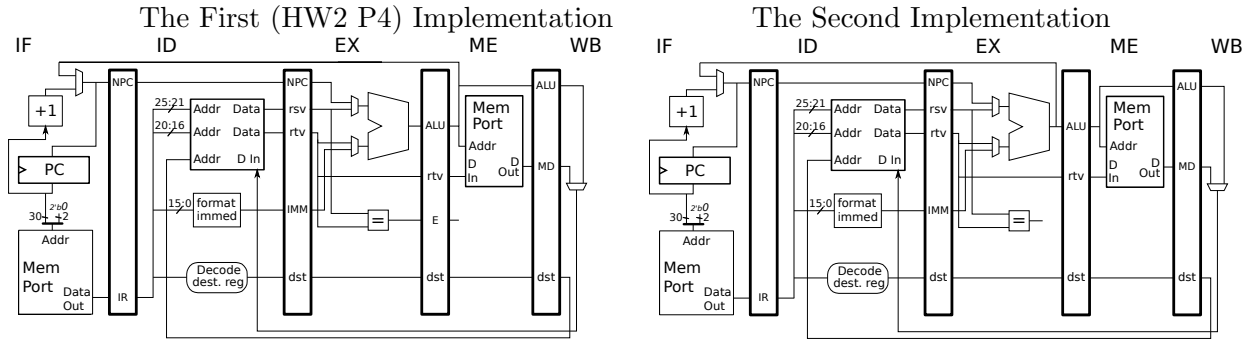 The First (HW2 P4) Implementation
IF ID EX ME WB
NPC NPC ALU
+1
25:21 Addr Data rsv
20:16 Addr Data rtv
Addr D In
ALU
Mem Port
Addr
D In
D Out
MD
PC
rtv
15:0 format immed IMM
= E
30 2'b0 +2
Addr
Mem Port
Data Out
IR
Decode dest. reg
dst dst dst
The Second Implementation
IF ID EX ME WB
NPC NPC ALU
+1
25:21 Addr Data rsv
20:16 Addr Data rtv
Addr D In
ALU
Mem Port
Addr
D In
D Out
MD
PC
rtv
15:0 format immed IMM
=
30 2'b0 +2
Addr
Mem Port
Data Out
IR
Decode dest. reg
dst dst dst